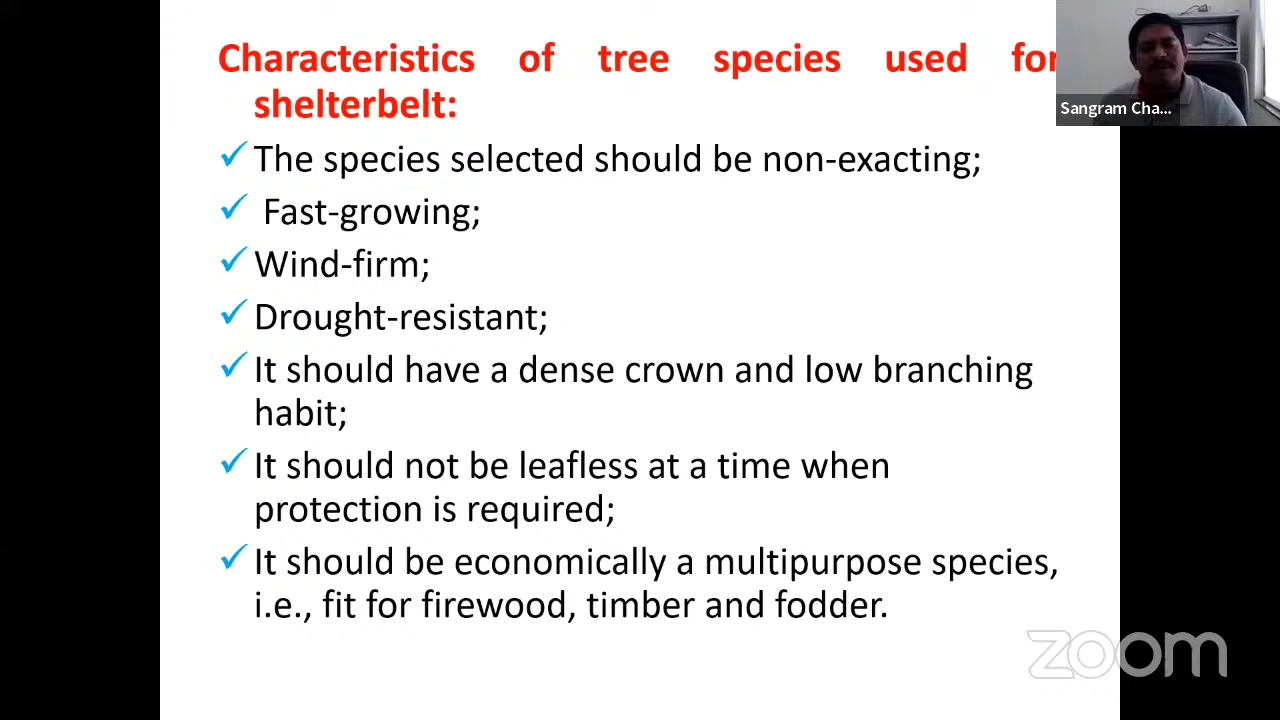 Characteristics of tree species used for
shelterbelt:
✓ The species selected should be non-exacting;
✓ Fast-growing;
✓ Wind-firm;
✓ Drought-resistant;
✓ It should have a dense crown and low branching
habit;
✓ It should not be leafless at a time when
protection is required;
✓ It should be economically a multipurpose species,
i.e., fit for firewood, timber and fodder.
Sangram Cha...
zoom